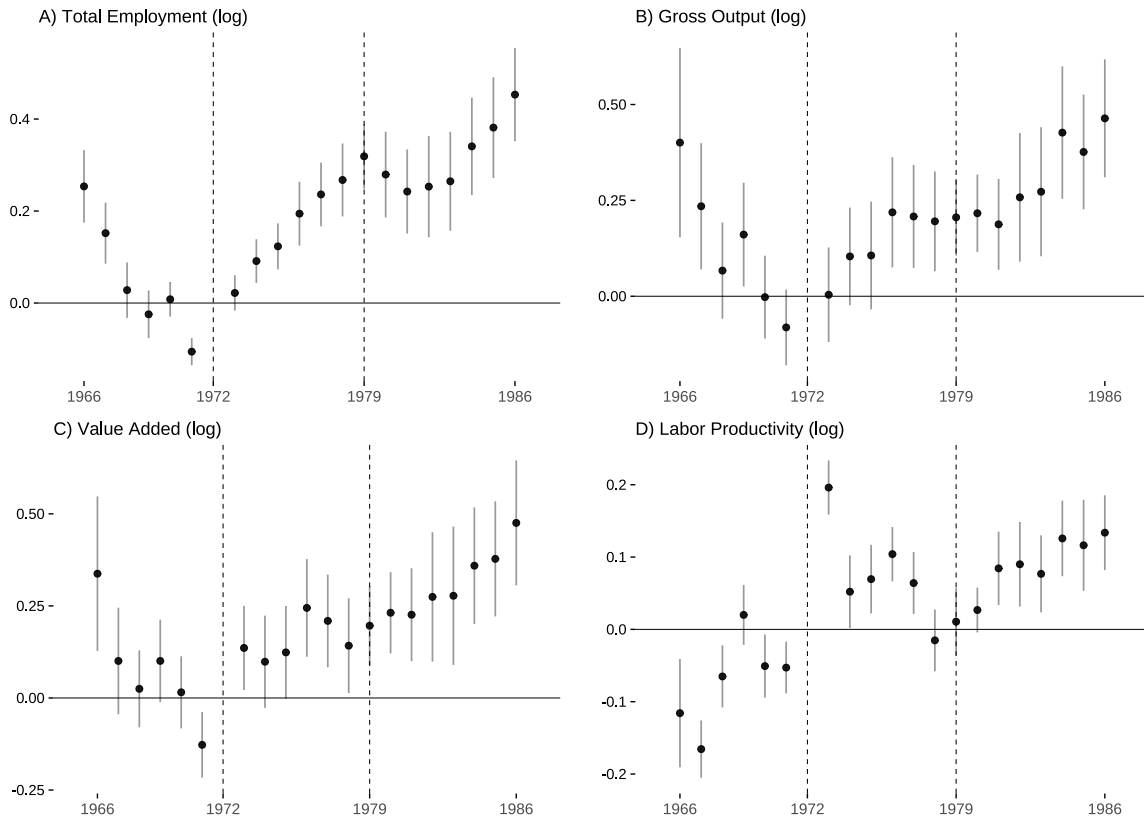 A) Total Employment (log)
0.4
0.2
0.0
1966 1972 1979 1986
B) Gross Output (log)
0.50
0.25
0.00
1966 1972 1979 1986
C) Value Added (log)
0.50
0.25
0.00
-0.25
1966 1972 1979 1986
D) Labor Productivity (log)
0.2
0.1
0.0
-0.1
-0.2
1966 1972 1979 1986